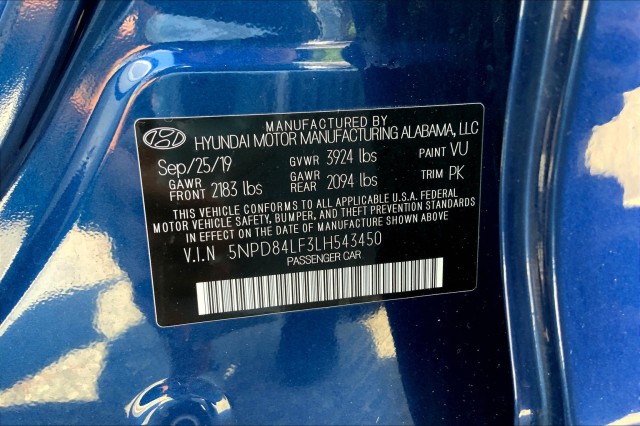 MANUFACTURED BY
HYUNDAI MOTOR MANUFACTURING ALABAMA, LLC
Sep/25/19 GVWR 3924 lbs PAINT VU
GAWR FRONT 2183 lbs GAWR REAR 2094 lbs TRIM PK
THIS VEHICLE CONFORMS TO ALL APPLICABLE U.S.A. FEDERAL
MOTOR VEHICLE SAFETY, BUMPER, AND THEFT PREVENTION STANDARDS
IN EFFECT ON THE DATE OF MANUFACTURE SHOWN ABOVE
V.I.N 5NPD84LF3LH543450
PASSENGER CAR